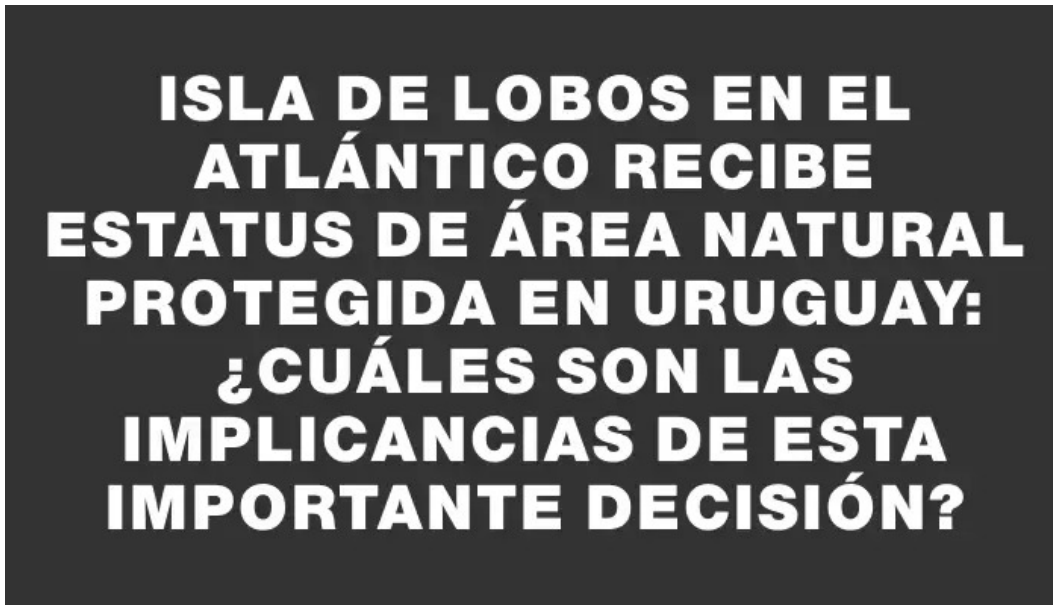 ISLA DE LOBOS EN EL
ATLÁNTICO RECIBE
ESTATUS DE ÁREA NATURAL
PROTEGIDA EN URUGUAY:
¿CUÁLES SON LAS
IMPLICANCIAS DE ESTA
IMPORTANTE DECISIÓN?